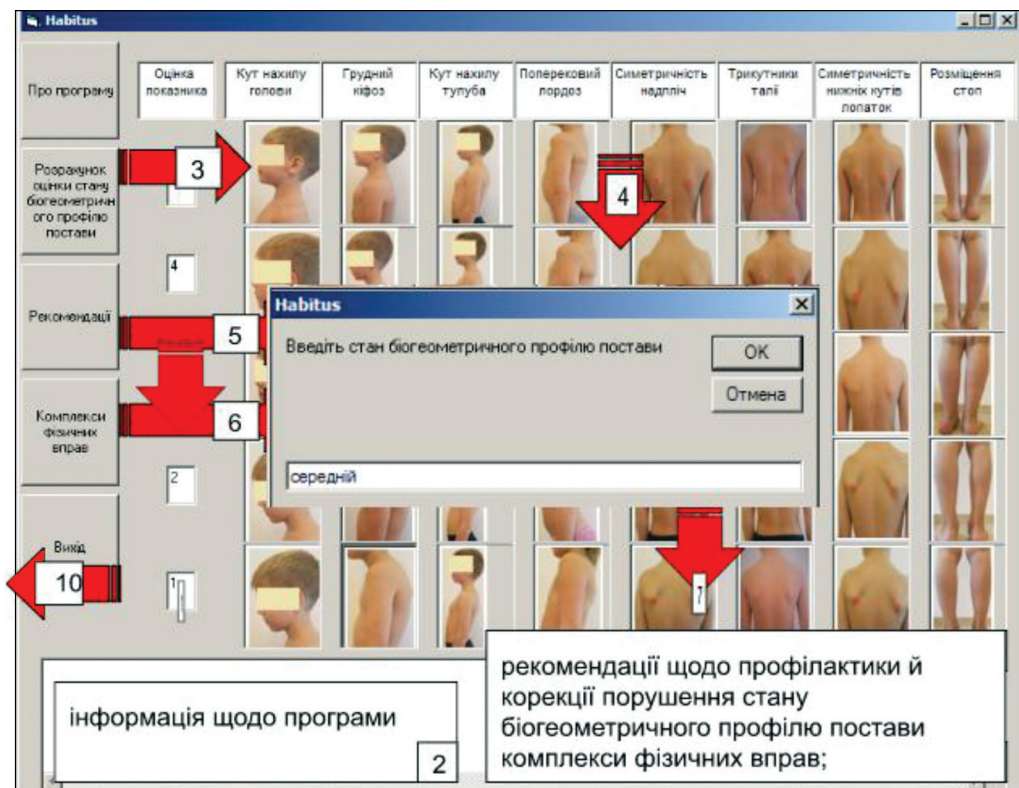 Habitus
Про програму
Оцінка
показника
Кут нахилу
голови
Грудний
кіфоз
Кут нахилу
тулуба
Поперековий
лордоз
Симетричність
надпліч
Трикутники
талії
Симетричність
нижніх кутів
лопаток
Розміщення
стоп
Розрахунок
оцінки стану
біогеометричн
ого профілю
постави
3
4
4
Рекомендації
5
Habitus
Введіть стан біогеометричного профілю постави
OK
Отмена
середній
Комплекси
фізичних
вправ
6
2
Вихід
10
1
7
інформація щодо програми
2
рекомендації щодо профілактики й
корекції порушення стану
біогеометричного профілю постави
комплекси фізичних вправ;